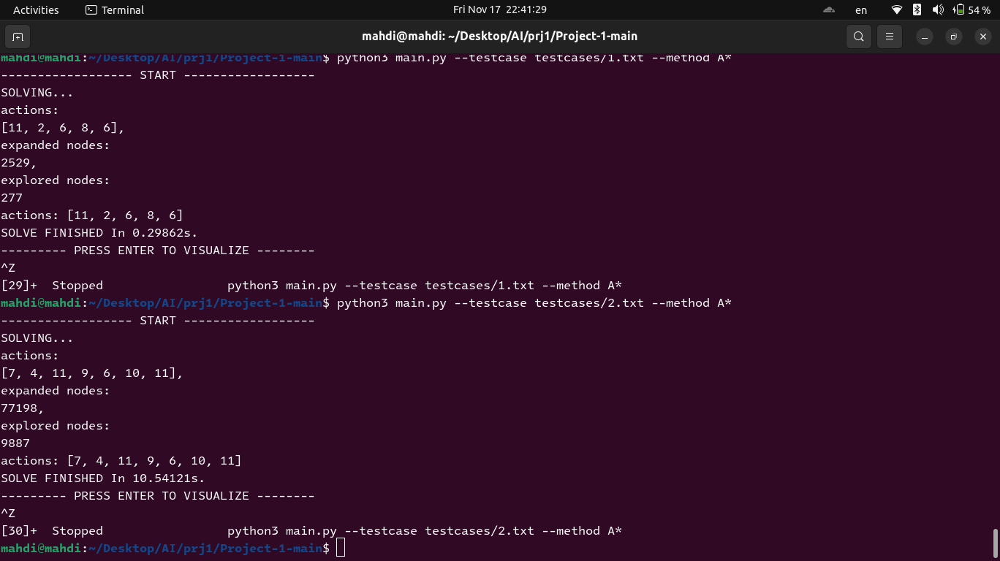 Activities Terminal Fri Nov 17 22:41:29 en 54 %
mahdi@mahdi: ~/Desktop/AI/prj1/Project-1-main
mahdi@mahdi:~/Desktop/AI/prj1/Project-1-main$ python3 main.py --testcase testcases/1.txt --method A*
------------------ START ------------------
SOLVING...
actions:
[11, 2, 6, 8, 6],
expanded nodes:
2529,
explored nodes:
277
actions: [11, 2, 6, 8, 6]
SOLVE FINISHED In 0.29862s.
--------- PRESS ENTER TO VISUALIZE --------
^Z
[29]+  Stopped                 python3 main.py --testcase testcases/1.txt --method A*
mahdi@mahdi:~/Desktop/AI/prj1/Project-1-main$ python3 main.py --testcase testcases/2.txt --method A*
------------------ START ------------------
SOLVING...
actions:
[7, 4, 11, 9, 6, 10, 11],
expanded nodes:
77198,
explored nodes:
9887
actions: [7, 4, 11, 9, 6, 10, 11]
SOLVE FINISHED In 10.54121s.
--------- PRESS ENTER TO VISUALIZE --------
^Z
[30]+  Stopped                 python3 main.py --testcase testcases/2.txt --method A*
mahdi@mahdi:~/Desktop/AI/prj1/Project-1-main$